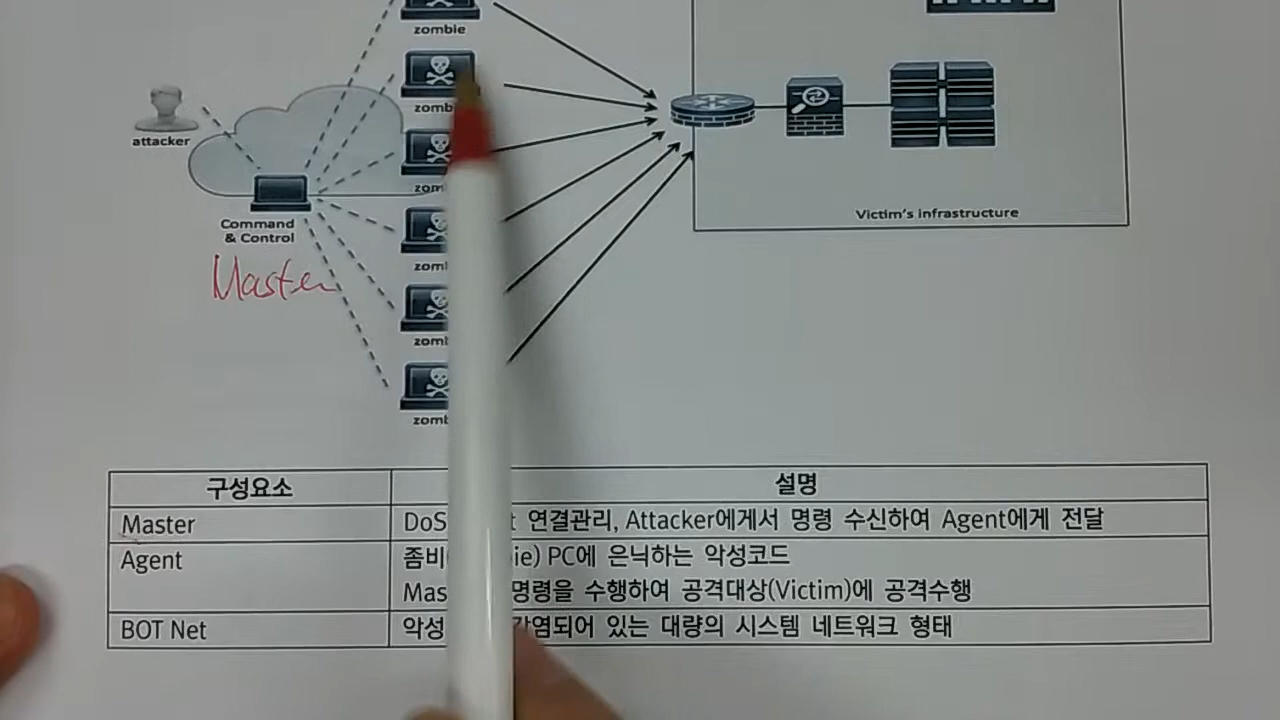 zombie
attacker
Command
& Control
Master
Victim's infrastructure
구성요소 설명
Master 연결관리, Attacker에게서 명령 수신하여 Agent에게 전달
Agent PC에 은닉하는 악성코드
명령을 수행하여 공격대상(Victim)에 공격수행
BOT Net 악성 있는 대량의 시스템 네트워크 형태